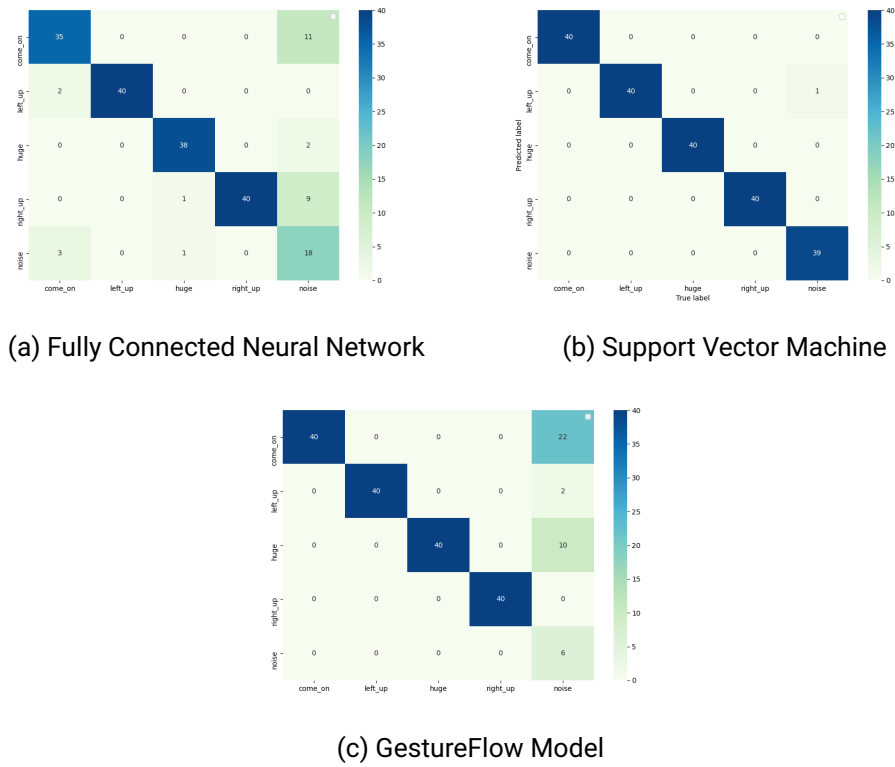 come_on 35 0 0 0 11
left_up 2 40 0 0 0
huge 0 0 38 0 2
right_up 0 0 1 40 9
noise 3 0 1 0 18
come_on left_up huge right_up noise
40
35
30
25
20
15
10
5
0
(a) Fully Connected Neural Network
Predicted label
come_on 40 0 0 0 0
left_up 0 40 0 0 1
huge 0 0 40 0 0
right_up 0 0 0 40 0
noise 0 0 0 0 39
come_on left_up huge right_up noise
True label
40
35
30
25
20
15
10
5
0
(b) Support Vector Machine
come_on 40 0 0 0 22
left_up 0 40 0 0 2
huge 0 0 40 0 10
right_up 0 0 0 40 0
noise 0 0 0 0 6
come_on left_up huge right_up noise
40
35
30
25
20
15
10
5
0
(c) GestureFlow Model